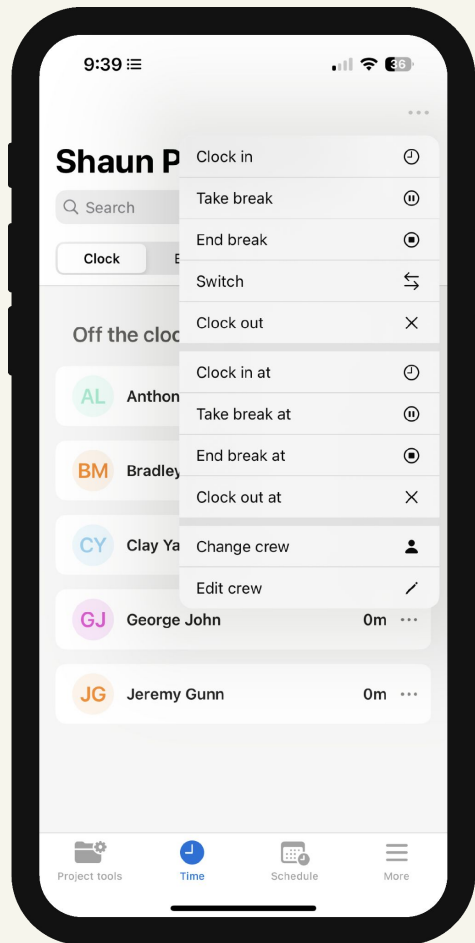 9:39
36
Shaun P
Search
Clock
Clock in
Take break
End break
Switch
Clock out
Clock in at
Take break at
End break at
Clock out at
Change crew
Edit crew
Off the cloc
AL Anthon
BM Bradley
CY Clay Ya
GJ George John 0m
JG Jeremy Gunn 0m
Project tools Time Schedule More